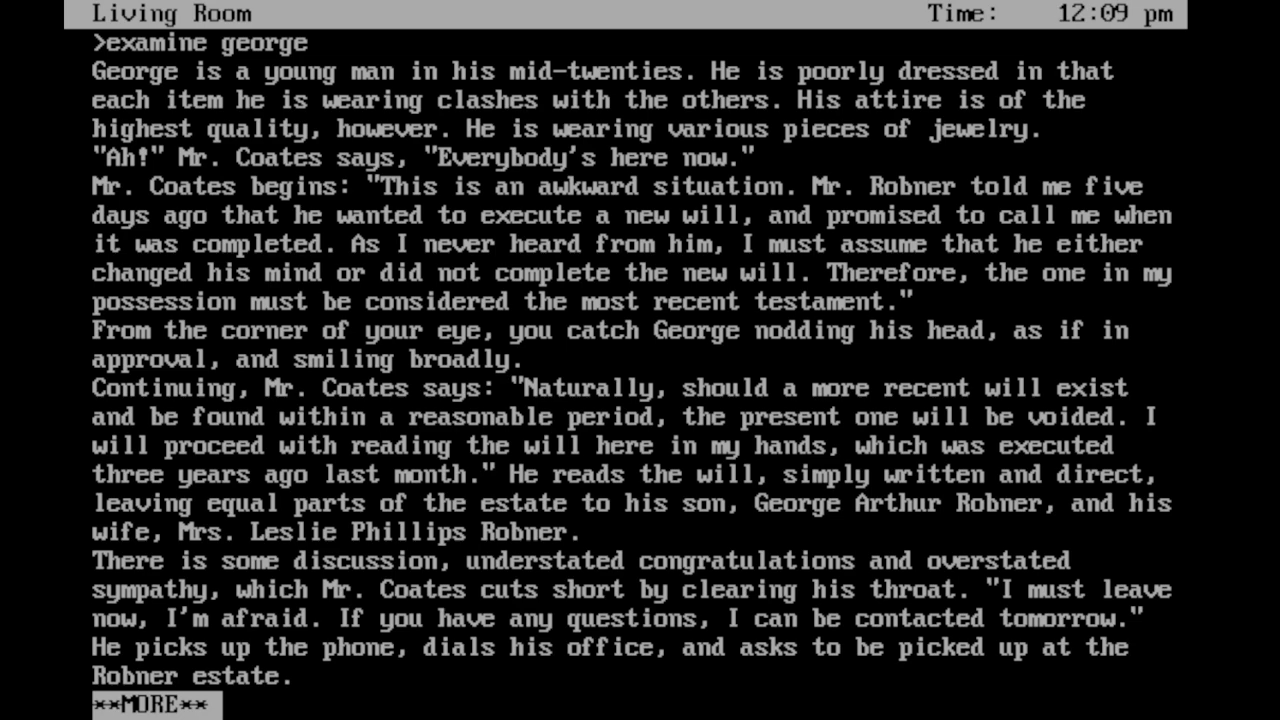 Living Room Time: 12:09 pm
>examine george
George is a young man in his mid-twenties. He is poorly dressed in that
each item he is wearing clashes with the others. His attire is of the
highest quality, however. He is wearing various pieces of jewelry.
"Ah!" Mr. Coates says, "Everybody's here now."
Mr. Coates begins: "This is an awkward situation. Mr. Robner told me five
days ago that he wanted to execute a new will, and promised to call me when
it was completed. As I never heard from him, I must assume that he either
changed his mind or did not complete the new will. Therefore, the one in my
possession must be considered the most recent testament."
From the corner of your eye, you catch George nodding his head, as if in
approval, and smiling broadly.
Continuing, Mr. Coates says: "Naturally, should a more recent will exist
and be found within a reasonable period, the present one will be voided. I
will proceed with reading the will here in my hands, which was executed
three years ago last month." He reads the will, simply written and direct,
leaving equal parts of the estate to his son, George Arthur Robner, and his
wife, Mrs. Leslie Phillips Robner.
There is some discussion, understated congratulations and overstated
sympathy, which Mr. Coates cuts short by clearing his throat. "I must leave
now, I'm afraid. If you have any questions, I can be contacted tomorrow."
He picks up the phone, dials his office, and asks to be picked up at the
Robner estate.
**MORE**